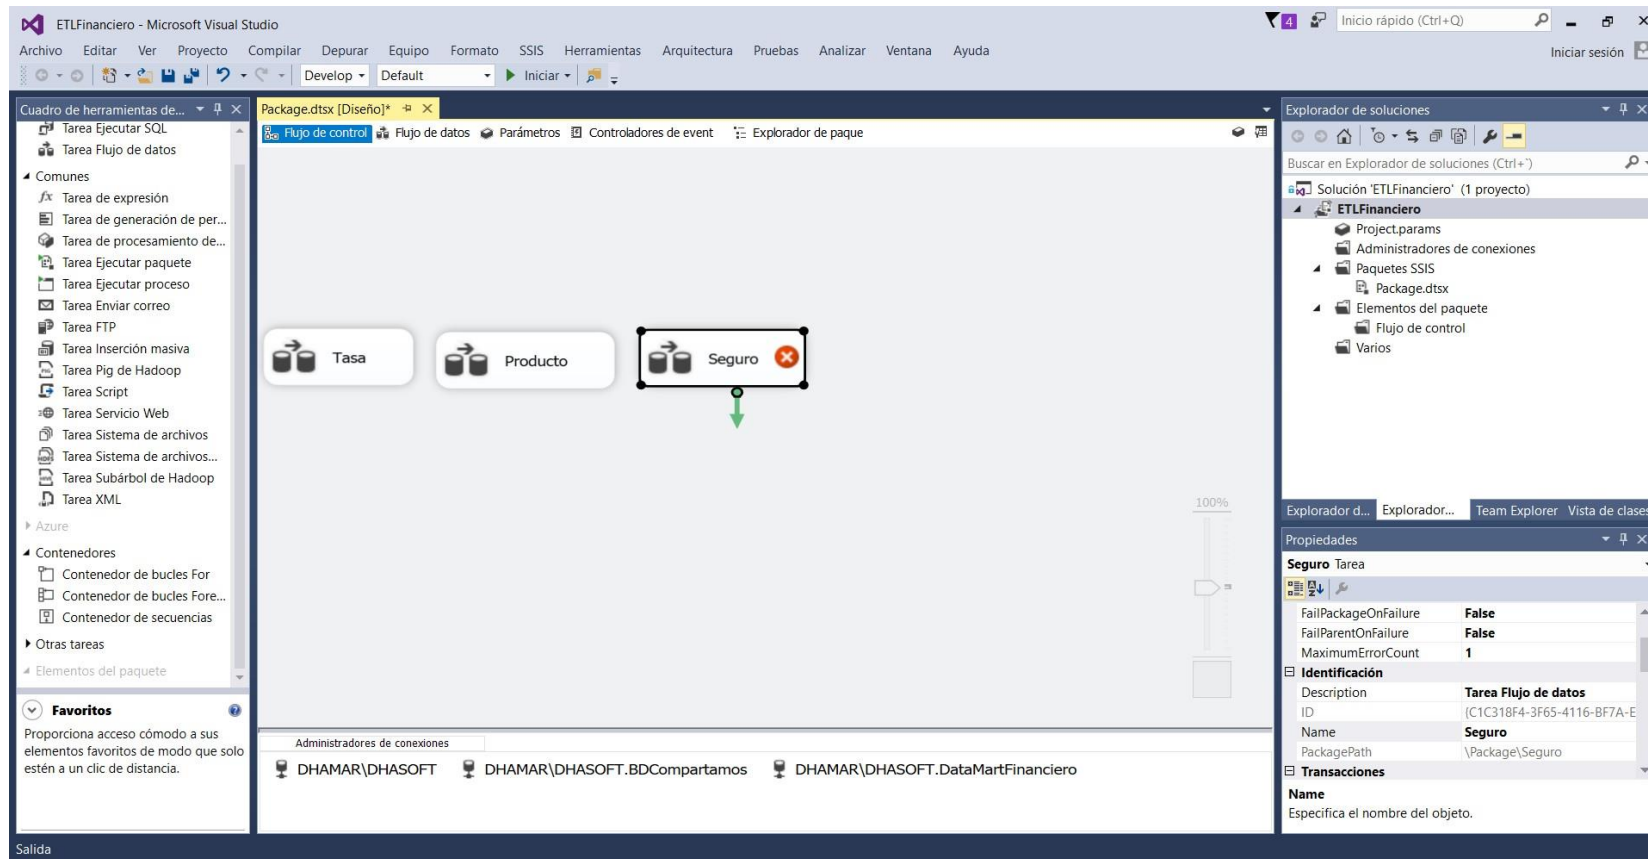 ETLFinanciero - Microsoft Visual Studio
4
Inicio rápido (Ctrl+Q)
Archivo Editar Ver Proyecto Compilar Depurar Equipo Formato SSIS Herramientas Arquitectura Pruebas Analizar Ventana Ayuda
Iniciar sesión
Develop Default Iniciar
Cuadro de herramientas de...
Tarea Ejecutar SQL
Tarea Flujo de datos
Comunes
Tarea de expresión
Tarea de generación de per...
Tarea de procesamiento de...
Tarea Ejecutar paquete
Tarea Ejecutar proceso
Tarea Enviar correo
Tarea FTP
Tarea Inserción masiva
Tarea Pig de Hadoop
Tarea Script
Tarea Servicio Web
Tarea Sistema de archivos
Tarea Sistema de archivos...
Tarea Subárbol de Hadoop
Tarea XML
Azure
Contenedores
Contenedor de bucles For
Contenedor de bucles Fore...
Contenedor de secuencias
Otras tareas
Elementos del paquete
Favoritos
Proporciona acceso cómodo a sus
elementos favoritos de modo que solo
estén a un clic de distancia.
Package.dtsx [Diseño]*
Flujo de control Flujo de datos Parámetros Controladores de event Explorador de paque
Tasa Producto Seguro
100%
Administradores de conexiones
DHAMAR\DHASOFT DHAMAR\DHASOFT.BDCompartamos DHAMAR\DHASOFT.DataMartFinanciero
Explorador de soluciones
Buscar en Explorador de soluciones (Ctrl+¨)
Solución 'ETLFinanciero' (1 proyecto)
ETLFinanciero
Project.params
Administradores de conexiones
Paquetes SSIS
Package.dtsx
Elementos del paquete
Flujo de control
Varios
Explorador d... Explorador... Team Explorer Vista de clases
Propiedades
Seguro Tarea
FailPackageOnFailure False
FailParentOnFailure False
MaximumErrorCount 1
Identificación
Description Tarea Flujo de datos
ID {C1C318F4-3F65-4116-BF7A-E
Name Seguro
PackagePath \Package\Seguro
Transacciones
Name
Especifica el nombre del objeto.
Salida